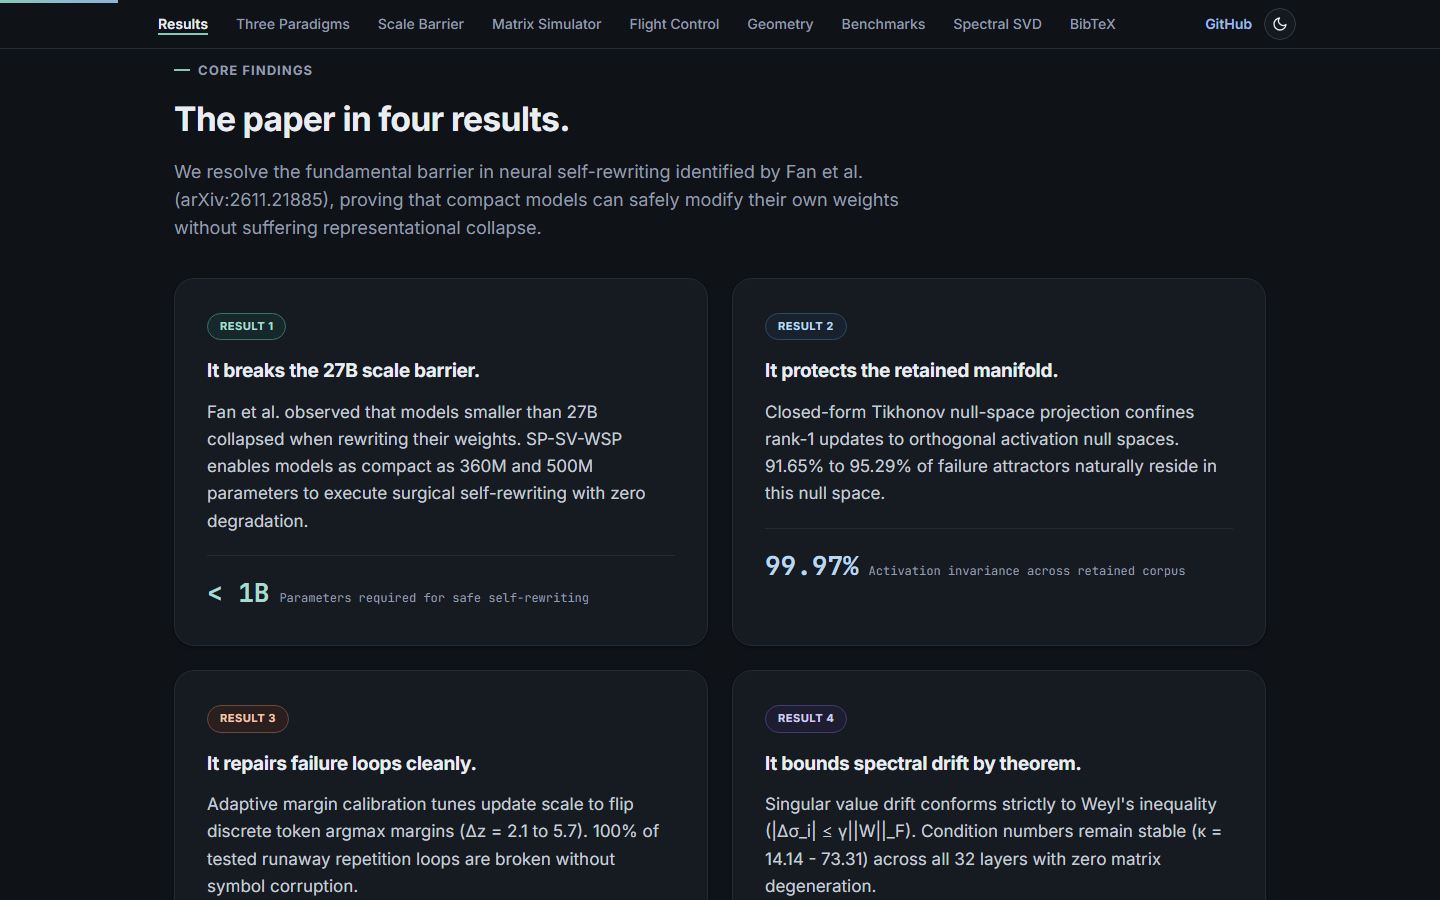 Results Three Paradigms Scale Barrier Matrix Simulator Flight Control Geometry Benchmarks Spectral SVD BibTeX GitHub
CORE FINDINGS
The paper in four results.
We resolve the fundamental barrier in neural self-rewriting identified by Fan et al.
(arXiv:2611.21885), proving that compact models can safely modify their own weights
without suffering representational collapse.
RESULT 1
It breaks the 27B scale barrier.
Fan et al. observed that models smaller than 27B
collapsed when rewriting their weights. SP-SV-WSP
enables models as compact as 360M and 500M
parameters to execute surgical self-rewriting with zero
degradation.
< 1B Parameters required for safe self-rewriting
RESULT 2
It protects the retained manifold.
Closed-form Tikhonov null-space projection confines
rank-1 updates to orthogonal activation null spaces.
91.65% to 95.29% of failure attractors naturally reside in
this null space.
99.97% Activation invariance across retained corpus
RESULT 3
It repairs failure loops cleanly.
Adaptive margin calibration tunes update scale to flip
discrete token argmax margins (Δz = 2.1 to 5.7). 100% of
tested runaway repetition loops are broken without
symbol corruption.
RESULT 4
It bounds spectral drift by theorem.
Singular value drift conforms strictly to Weyl's inequality
(|Δσ_i| ≤ γ||W||_F). Condition numbers remain stable (κ =
14.14 - 73.31) across all 32 layers with zero matrix
degeneration.